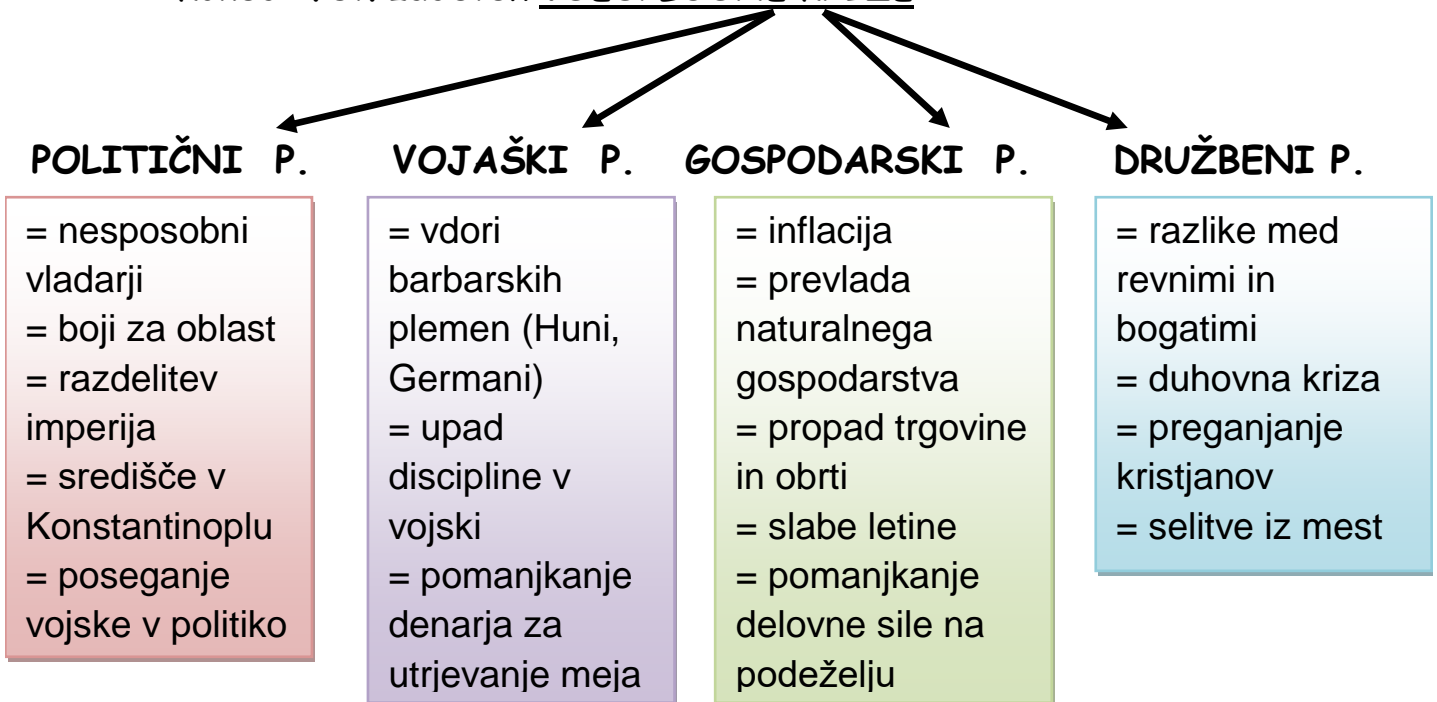 POLITIČNI P.
VOJAŠKI P.
GOSPODARSKI P.
DRUŽBENI P.
= nesposobni
vladarji
= boji za oblast
= razdelitev
imperija
= središče v
Konstantinoplu
= poseganje
vojske v politiko
= vdori
barbarskih
plemen (Huni,
Germani)
= upad
discipline v
vojski
= pomanjkanje
denarja za
utrjevanje meja
= inflacija
= prevlada
naturalnega
gospodarstva
= propad trgovine
in obrti
= slabe letine
= pomanjkanje
delovne sile na
podeželju
= razlike med
revnimi in
bogatimi
= duhovna kriza
= preganjanje
kristjanov
= selitve iz mest